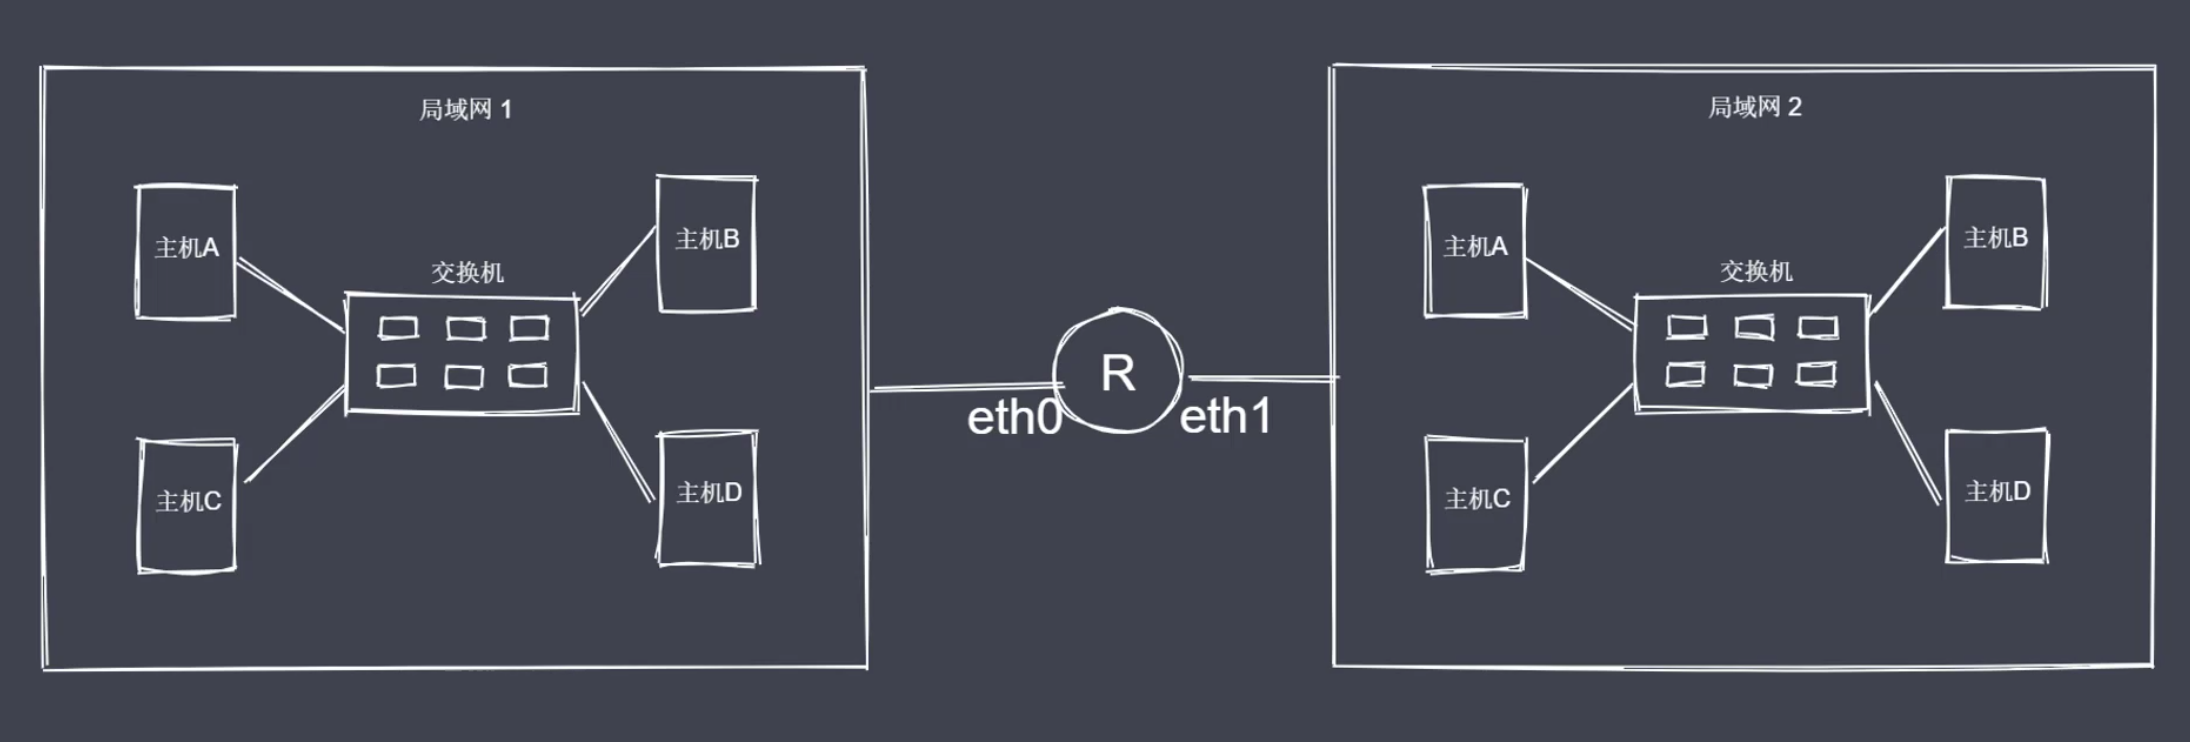 局域网 1
主机A
主机B
交换机
主机C
主机D
R
eth0
eth1
局域网 2
主机A
主机B
交换机
主机C
主机D